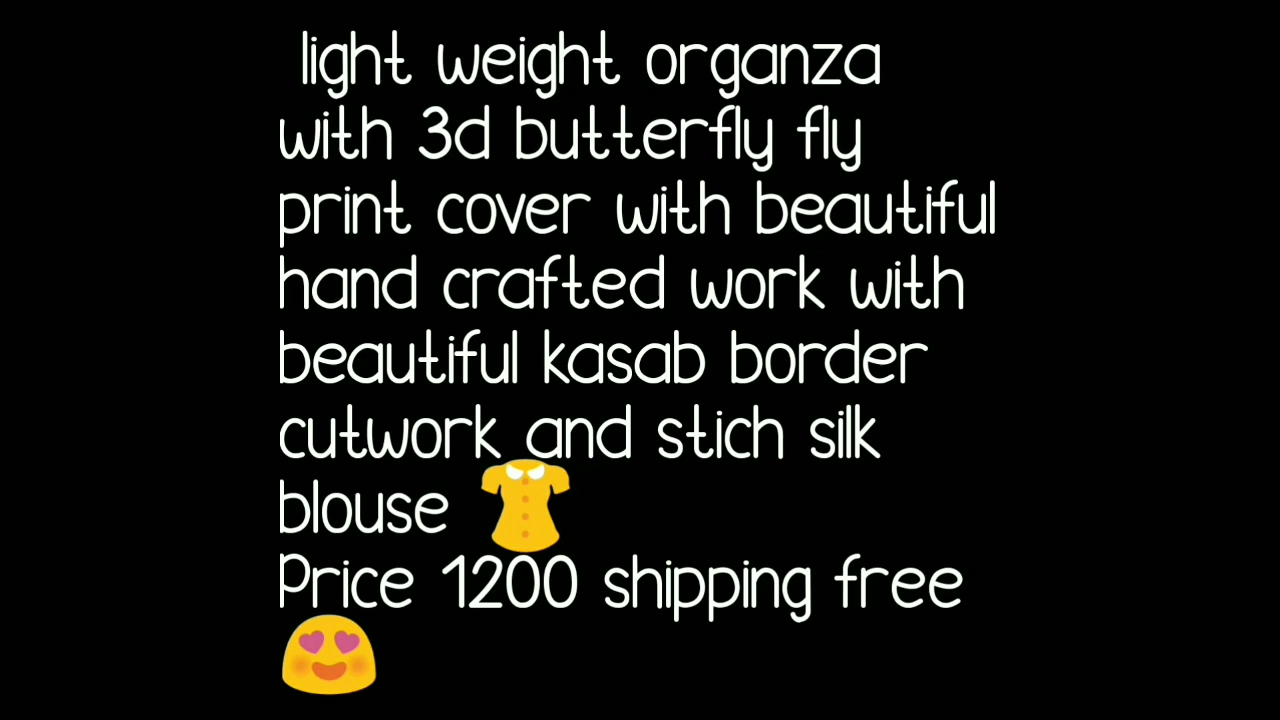 light weight organza
with 3d butterfly fly
print cover with beautiful
hand crafted work with
beautiful kasab border
cutwork and stich silk
blouse 👚
Price 1200 shipping free
😍